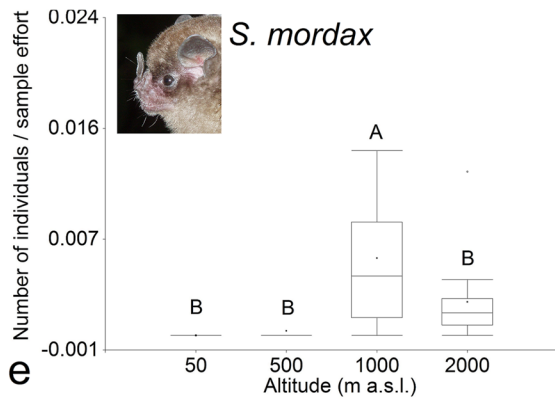 0.024
S. mordax
0.016
A
0.007
B
B
B
-0.001
50
500
1000
2000
Altitude (m a.s.l.)
Number of individuals / sample effort
e